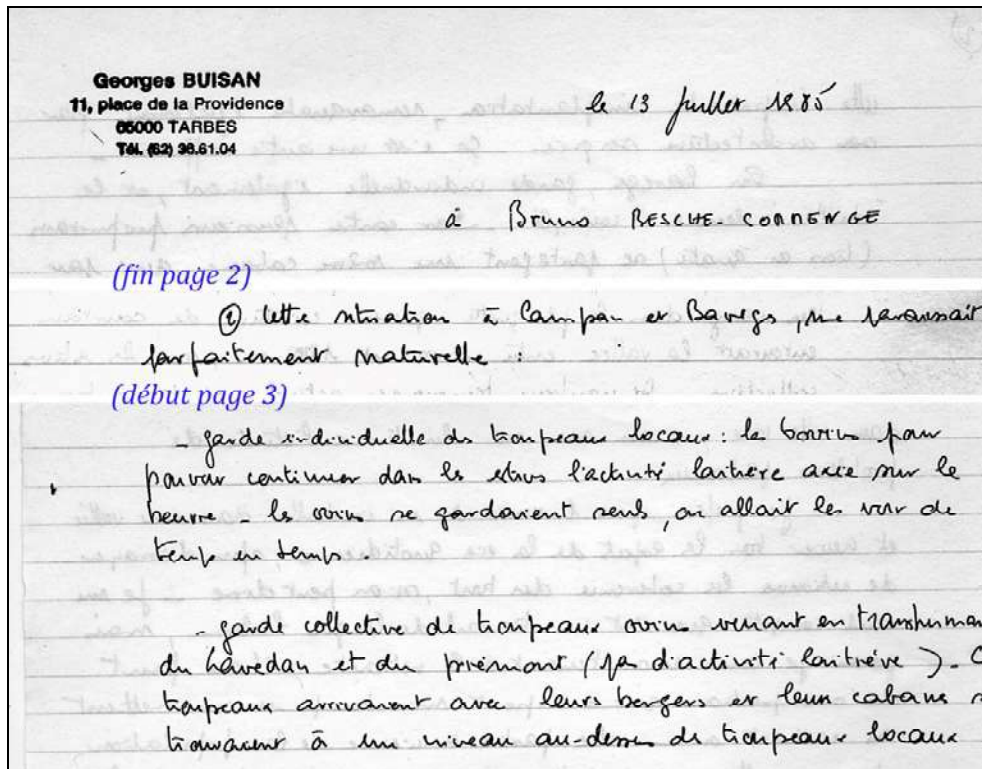 Georges BUISAN
11, place de la Providence
65000 TARBES
Tél. (62) 36.61.04
le 13 juillet 1985
à Bruno BESCHE-COMMENGE
(fin page 2)
① Cette situation à Campan et Barèges, me paraissait
parfaitement naturelle :
(début page 3)
- garde individuelle des troupeaux locaux : les bovins pour
pouvoir continuer dans les estives l'activité laitière axée sur le
beurre - les ovins se gardaient seuls, on allait les voir de
temps en temps.
- garde collective de troupeaux ovins venant en transhuman
du Lavedan et du piémont (pas d'activité laitière). C
troupeaux arrivaient avec leurs bergers et leurs cabanes s
trouvaient à un niveau au-dessus des troupeaux locaux